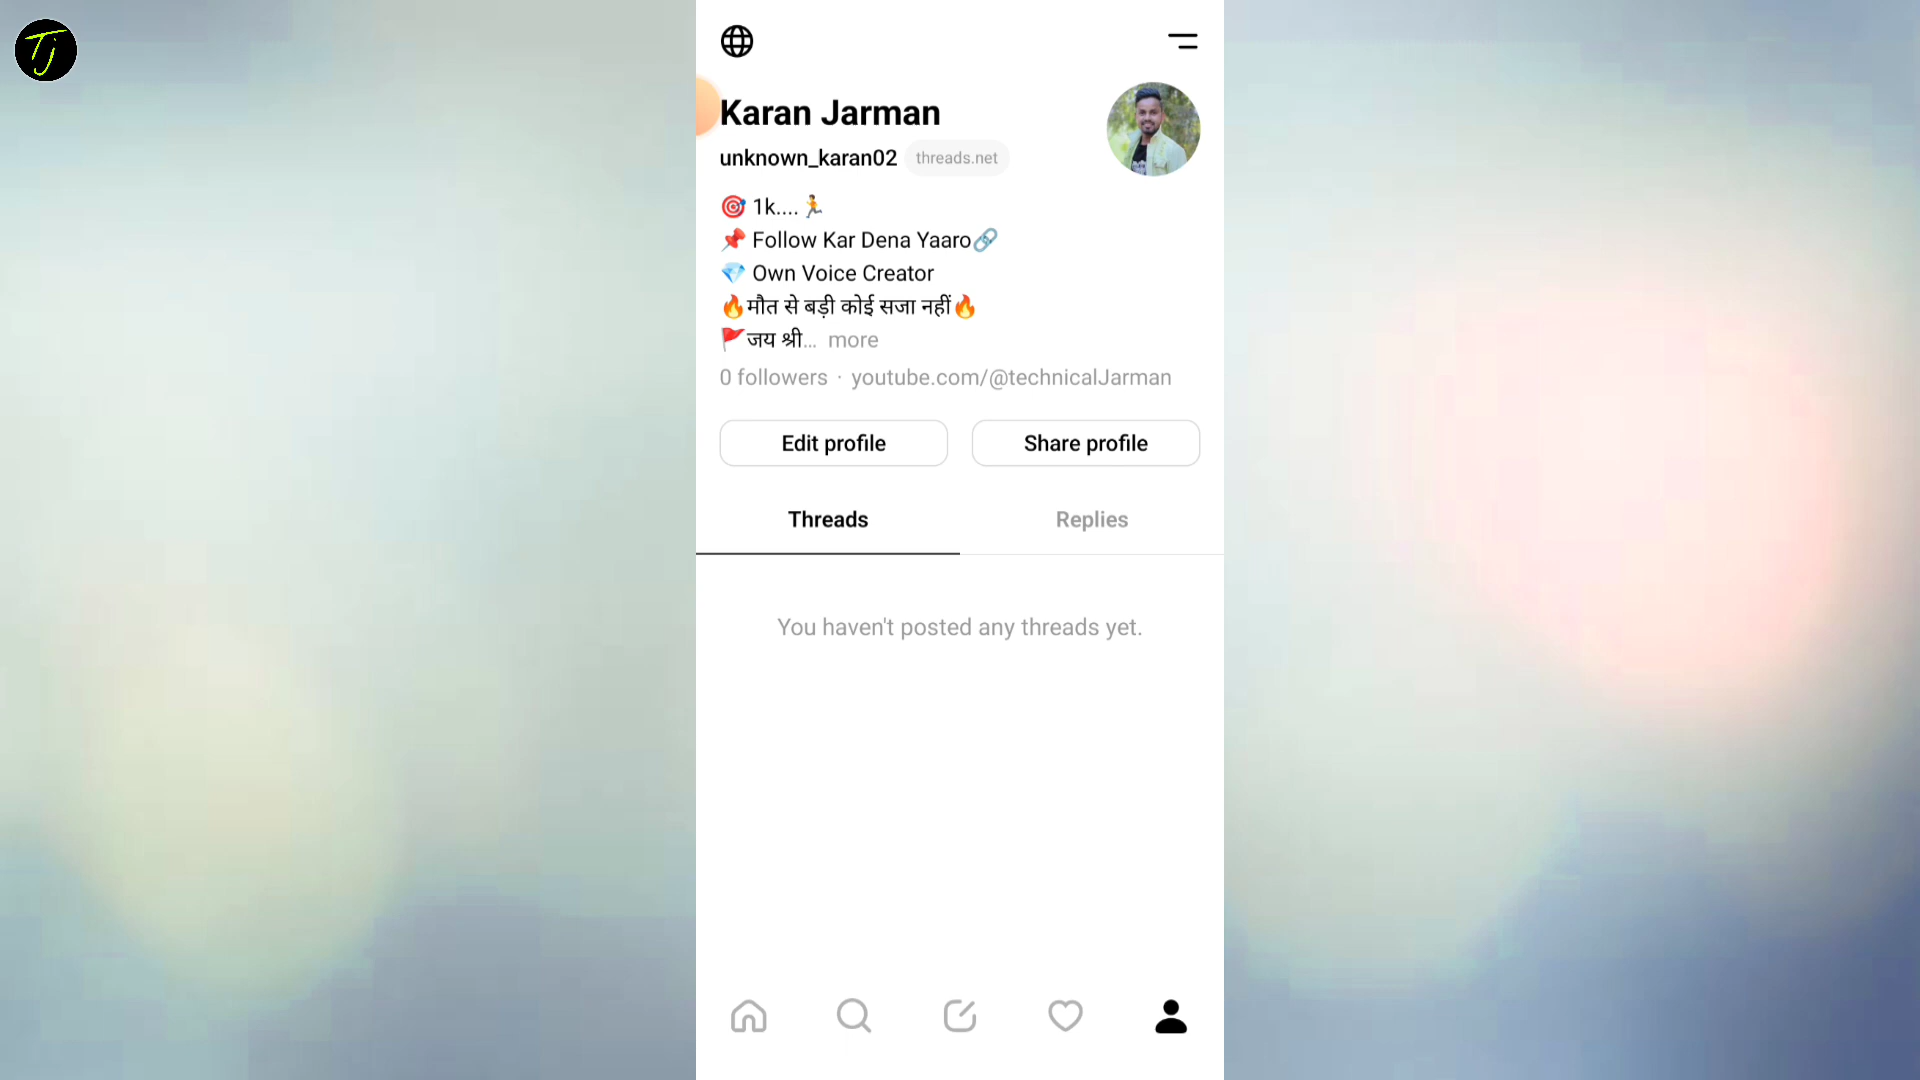 Tj
Karan Jarman
unknown_karan02 threads.net
🎯 1k....🏃
📌 Follow Kar Dena Yaaro🔗
💎 Own Voice Creator
🔥मौत से बड़ी कोई सजा नहीं🔥
🚩जय श्री... more
0 followers · youtube.com/@technicalJarman
Edit profile Share profile
Threads Replies
You haven't posted any threads yet.